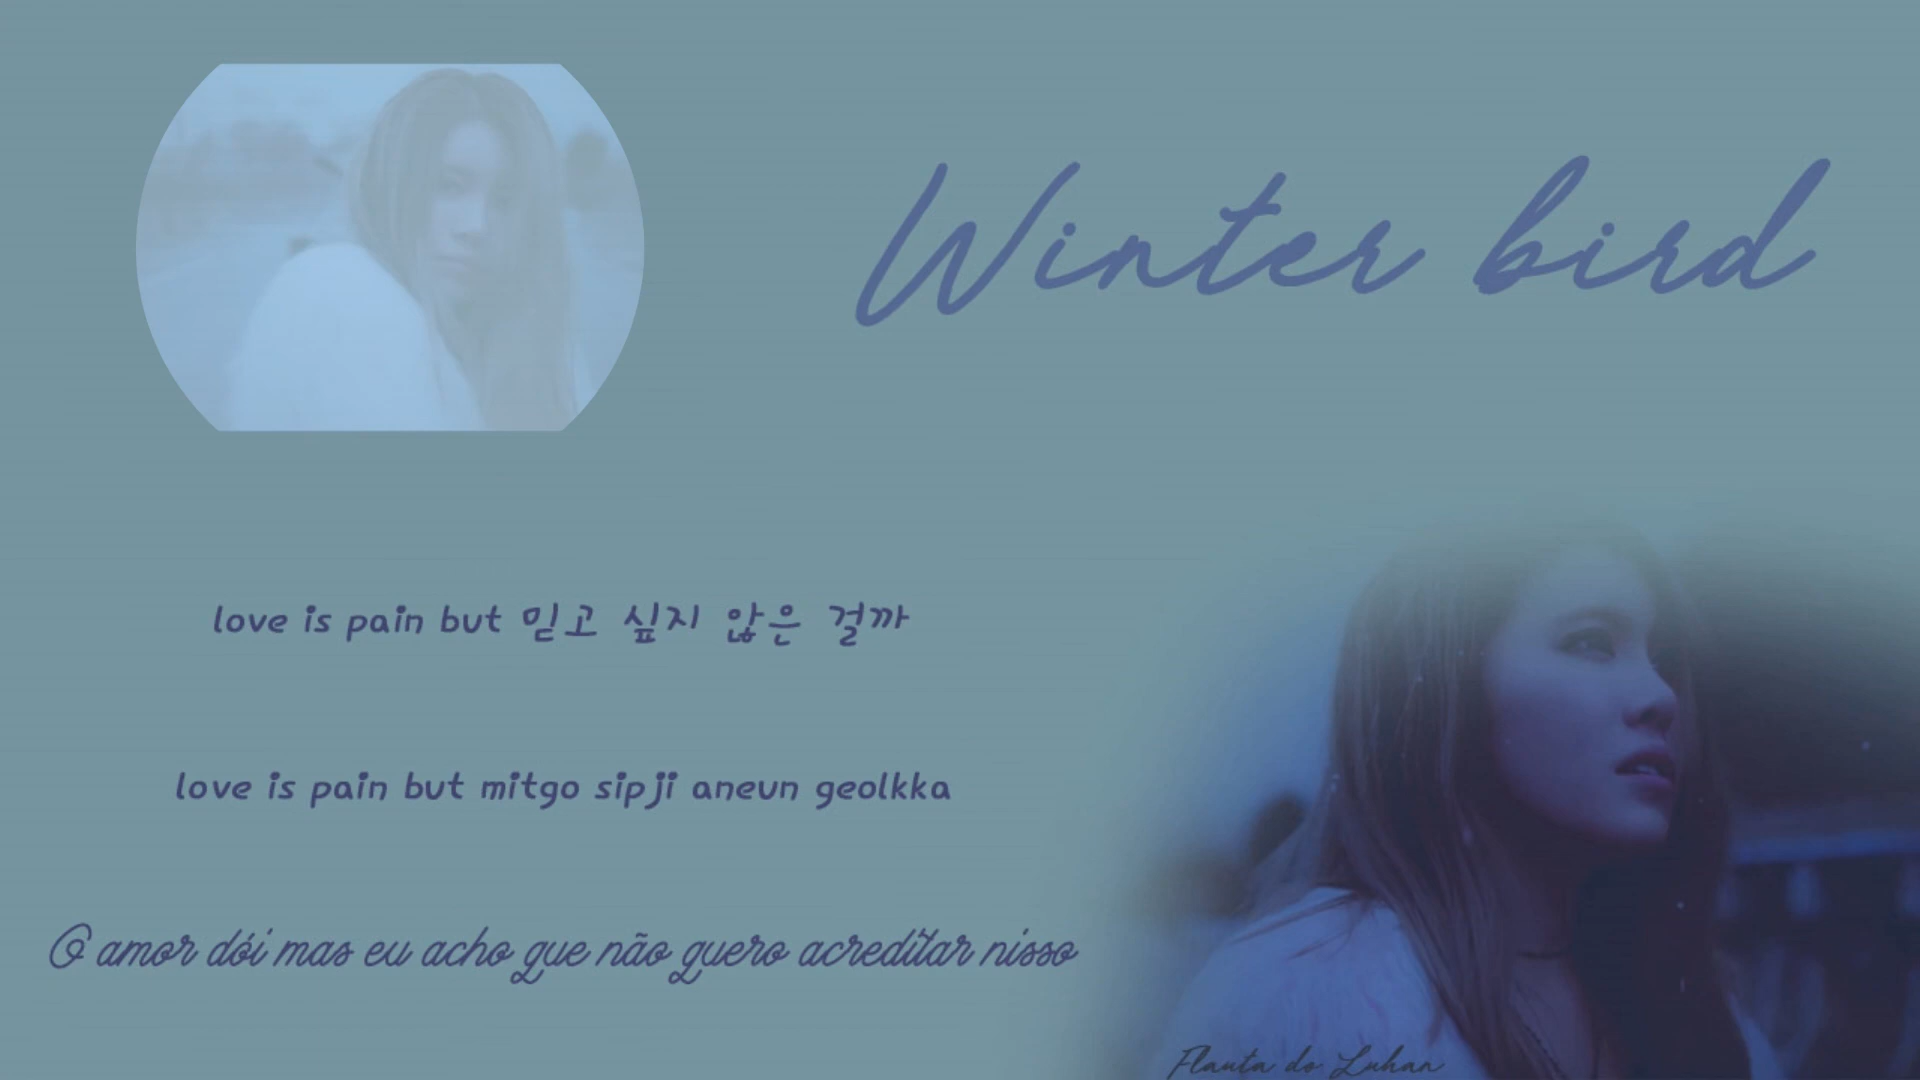 Winter bird
love is pain but 믿고 싶지 않은 걸까
love is pain but mitgo sipji aneun geolkka
O amor dói mas eu acho que não quero acreditar nisso
Flauta do Luhan